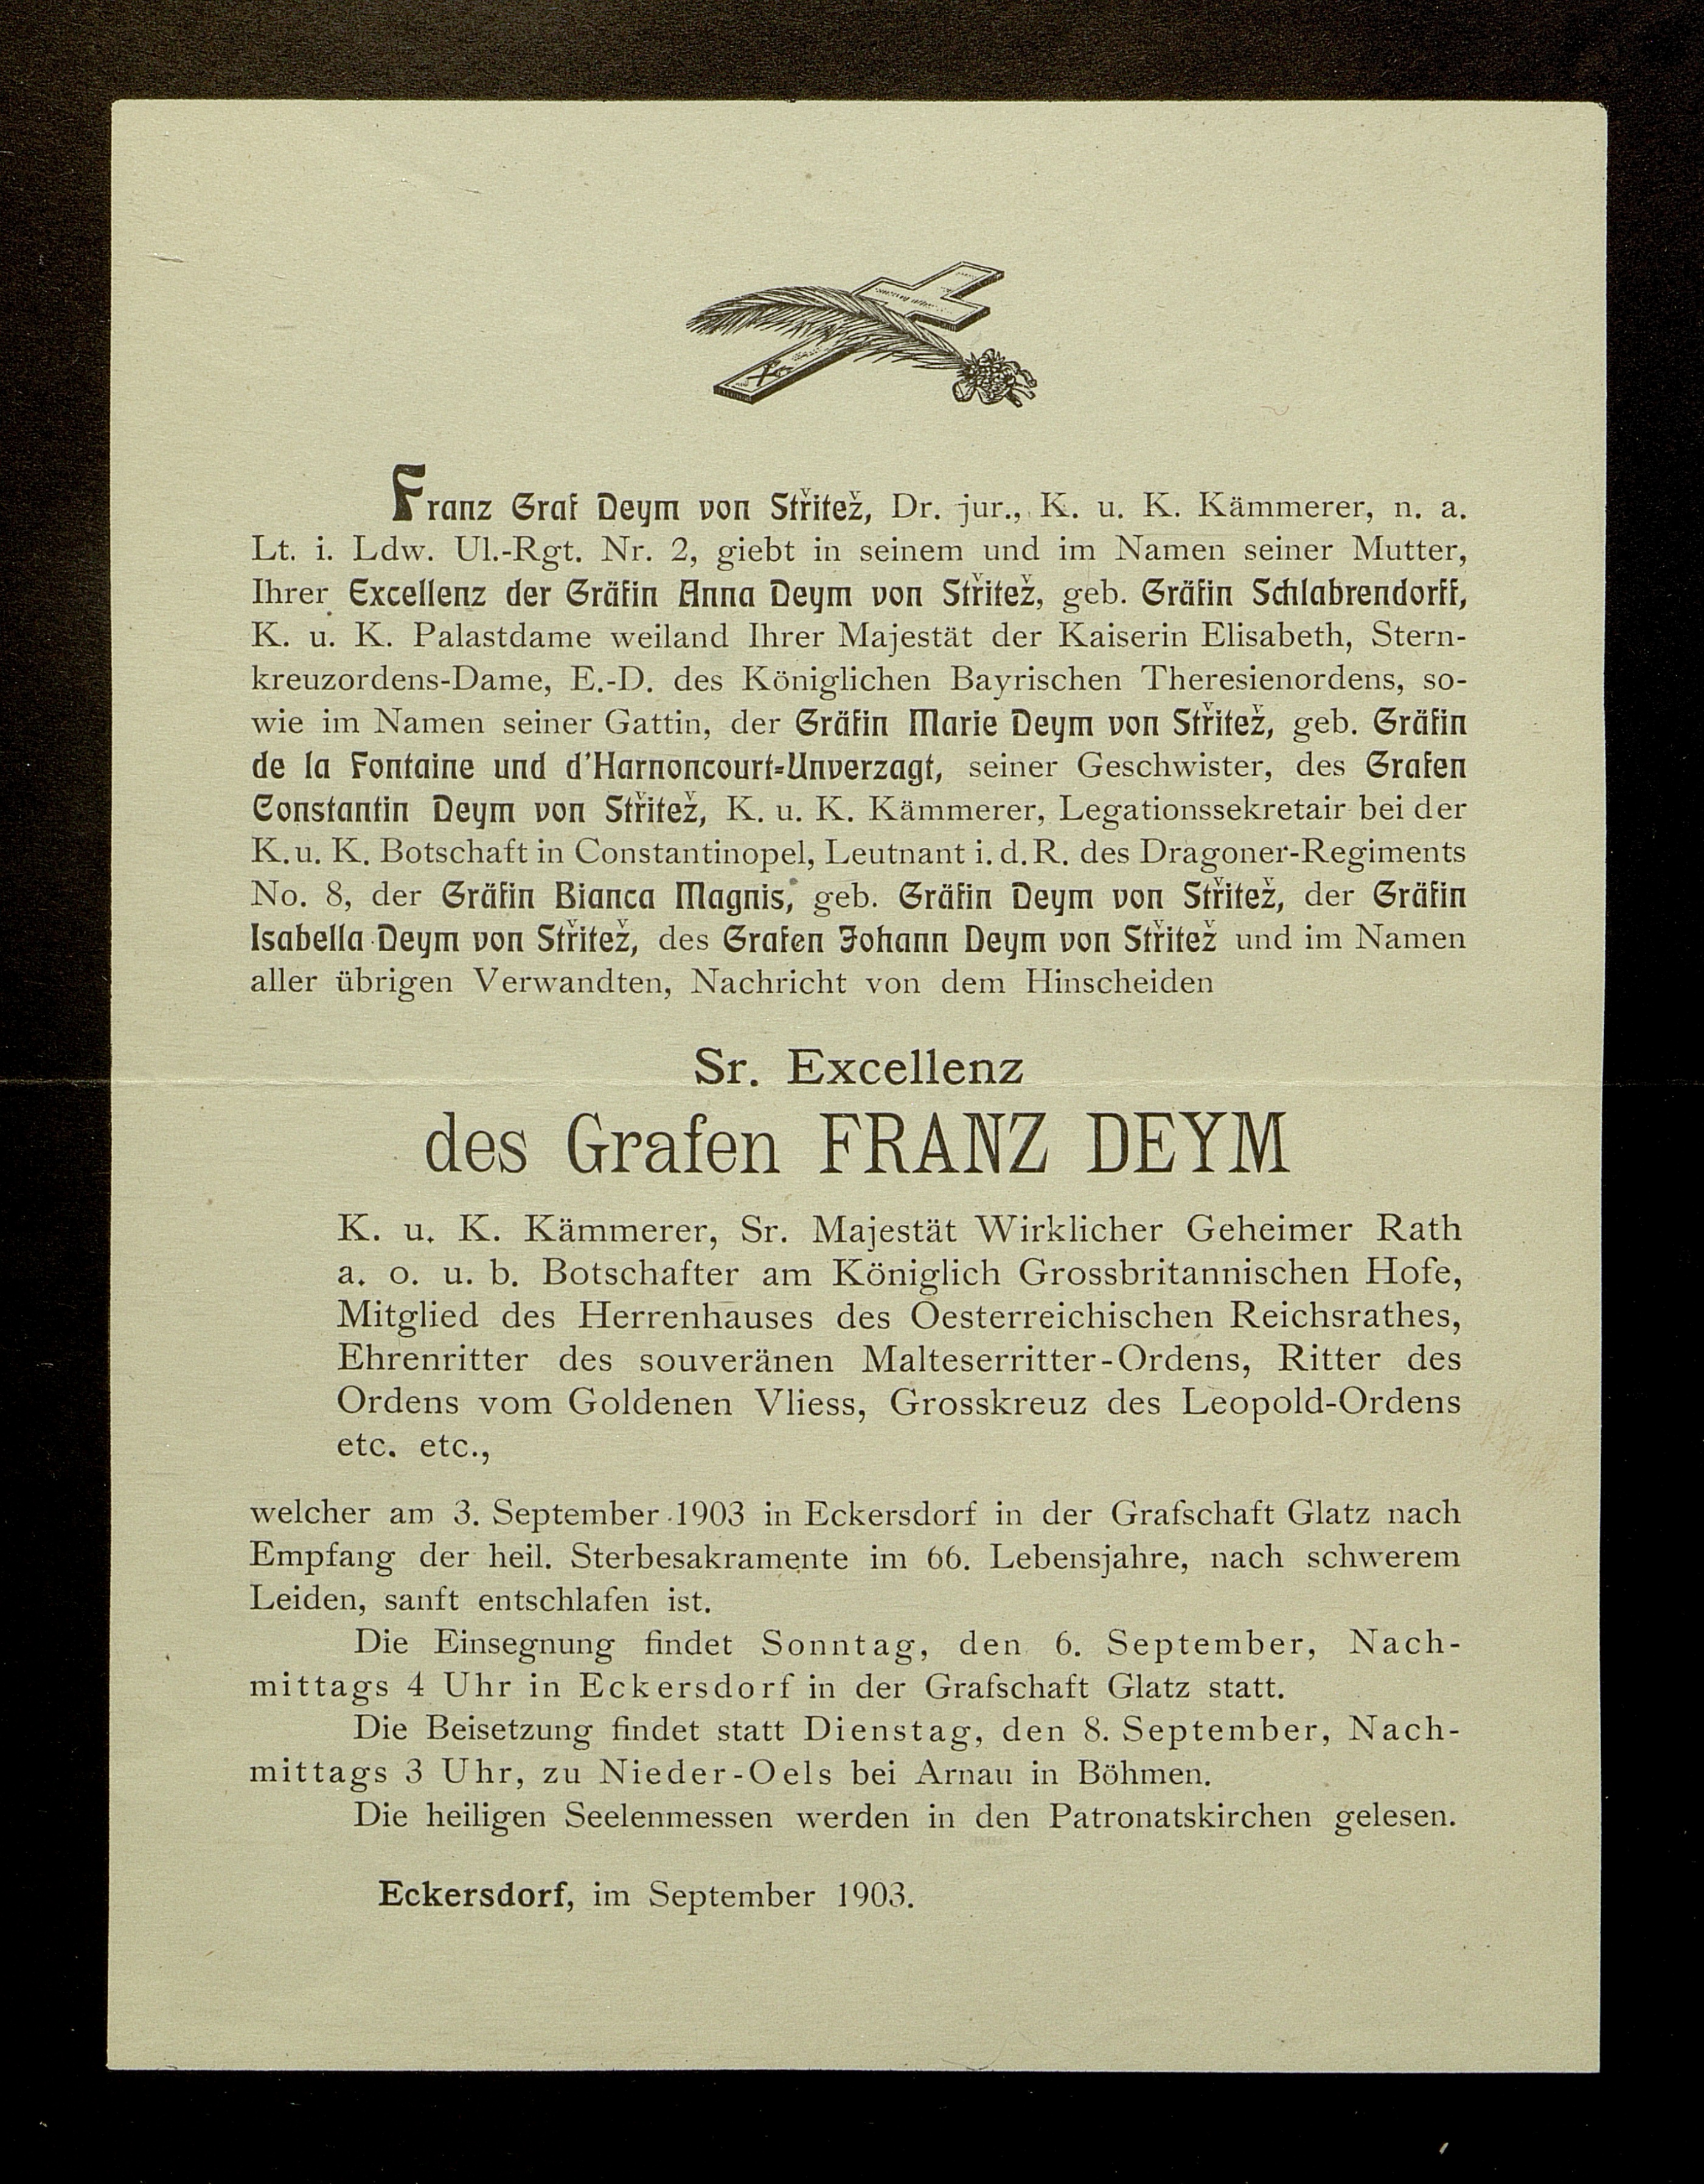 Franz Graf Deym von Střitež, Dr. jur., K. u. K. Kämmerer, n. a.
Lt. i. Ldw. Ul.-Rgt. Nr. 2, giebt in seinem und im Namen seiner Mutter,
Ihrer Excellenz der Gräfin Anna Deym von Střitež, geb. Gräfin Schlabrendorff,
K. u. K. Palastdame weiland Ihrer Majestät der Kaiserin Elisabeth, Stern-
kreuzordens-Dame, E.-D. des Königlichen Bayrischen Theresienordens, so-
wie im Namen seiner Gattin, der Gräfin Marie Deym von Střitež, geb. Gräfin
de la Fontaine und d'Harnoncourt-Unverzagt, seiner Geschwister, des Grafen
Constantin Deym von Střitež, K. u. K. Kämmerer, Legationssekretair bei der
K. u. K. Botschaft in Constantinopel, Leutnant i. d. R. des Dragoner-Regiments
No. 8, der Gräfin Bianca Magnis, geb. Gräfin Deym von Střitež, der Gräfin
Isabella Deym von Střitež, des Grafen Johann Deym von Střitež und im Namen
aller übrigen Verwandten, Nachricht von dem Hinscheiden
Sr. Excellenz
des Grafen FRANZ DEYM
K. u. K. Kämmerer, Sr. Majestät Wirklicher Geheimer Rath
a. o. u. b. Botschafter am Königlich Grossbritannischen Hofe,
Mitglied des Herrenhauses des Oesterreichischen Reichsrathes,
Ehrenritter des souveränen Malteserritter-Ordens, Ritter des
Ordens vom Goldenen Vliess, Grosskreuz des Leopold-Ordens
etc. etc.,
welcher am 3. September 1903 in Eckersdorf in der Grafschaft Glatz nach
Empfang der heil. Sterbesakramente im 66. Lebensjahre, nach schwerem
Leiden, sanft entschlafen ist.
Die Einsegnung findet Sonntag, den 6. September, Nach-
mittags 4 Uhr in Eckersdorf in der Grafschaft Glatz statt.
Die Beisetzung findet statt Dienstag, den 8. September, Nach-
mittags 3 Uhr, zu Nieder-Oels bei Arnau in Böhmen.
Die heiligen Seelenmessen werden in den Patronatskirchen gelesen.
Eckersdorf, im September 1903.